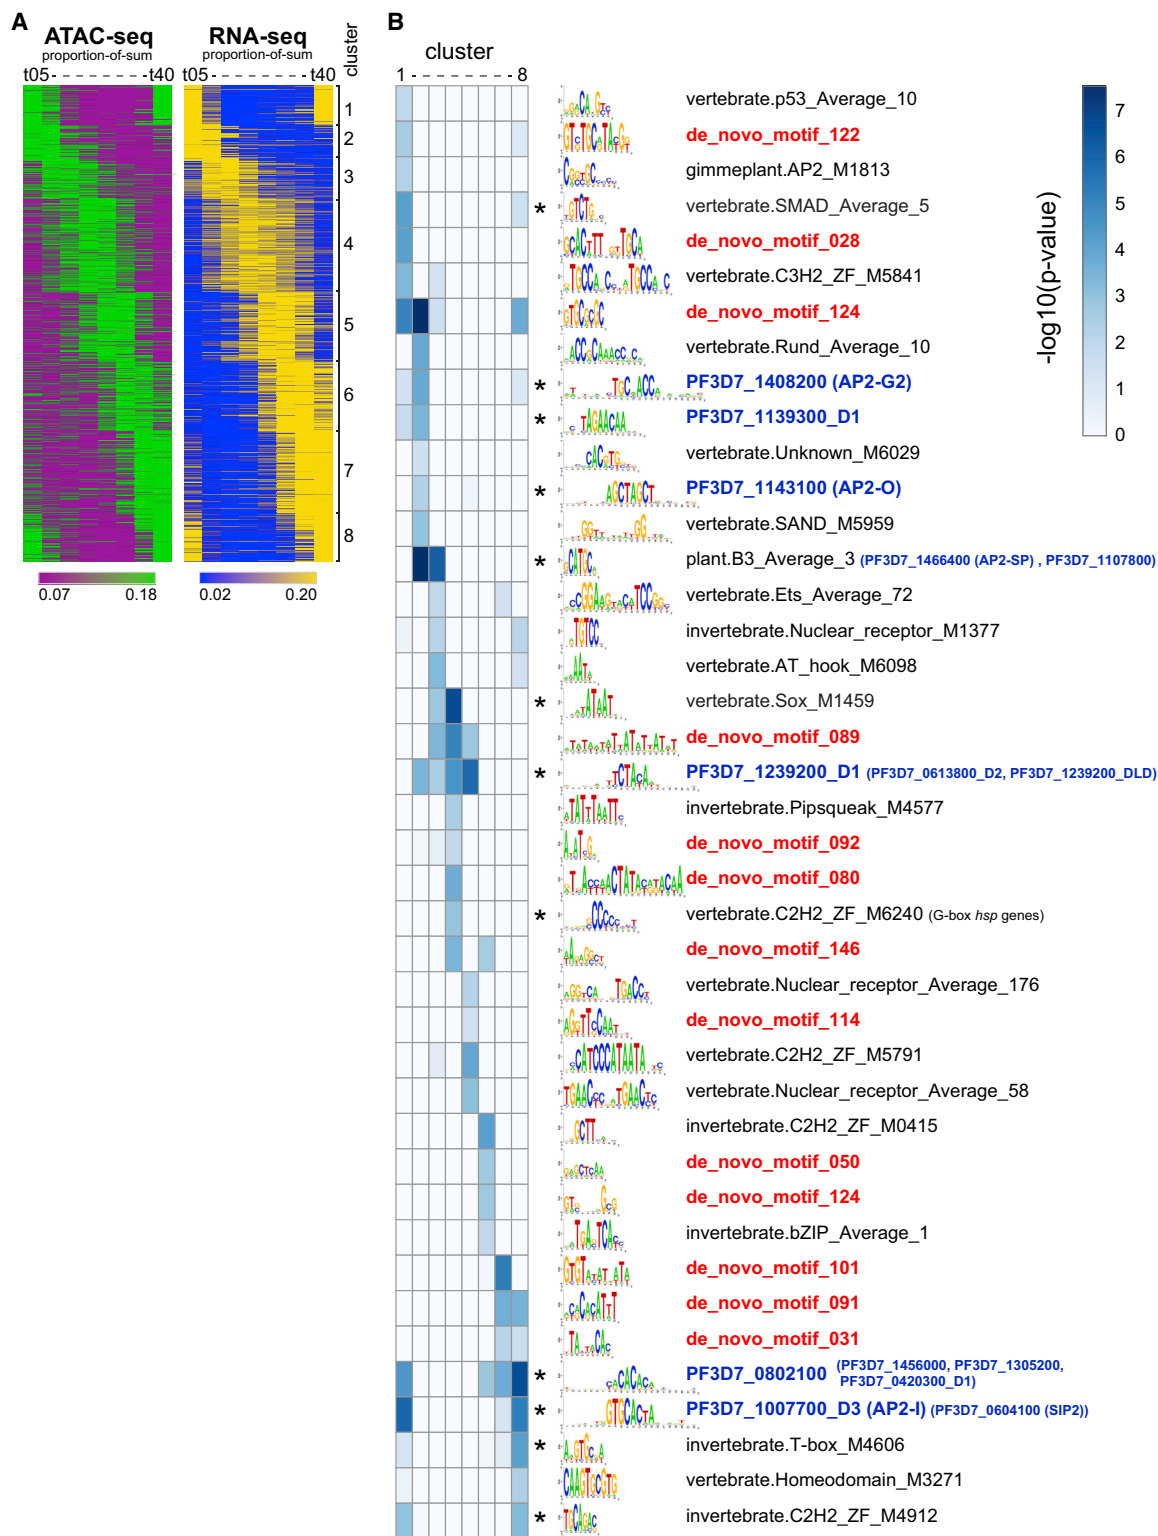 A
ATAC-seq
proportion-of-sum
t05 - - t40
RNA-seq
proportion-of-sum
t05 - - t40
cluster
1
2
3
4
5
6
7
8
0.07 0.18
0.02 0.20
B
cluster
1 - - 8
vertebrate.p53_Average_10
de_novo_motif_122
gimmeplant.AP2_M1813
* vertebrate.SMAD_Average_5
de_novo_motif_028
vertebrate.C3H2_ZF_M5841
de_novo_motif_124
vertebrate.Rund_Average_10
* PF3D7_1408200 (AP2-G2)
* PF3D7_1139300_D1
vertebrate.Unknown_M6029
* PF3D7_1143100 (AP2-O)
vertebrate.SAND_M5959
* plant.B3_Average_3 (PF3D7_1466400 (AP2-SP) , PF3D7_1107800)
vertebrate.Ets_Average_72
invertebrate.Nuclear_receptor_M1377
vertebrate.AT_hook_M6098
* vertebrate.Sox_M1459
de_novo_motif_089
* PF3D7_1239200_D1 (PF3D7_0613800_D2, PF3D7_1239200_DLD)
invertebrate.Pipsqueak_M4577
de_novo_motif_092
de_novo_motif_080
* vertebrate.C2H2_ZF_M6240 (G-box hsp genes)
de_novo_motif_146
vertebrate.Nuclear_receptor_Average_176
de_novo_motif_114
vertebrate.C2H2_ZF_M5791
vertebrate.Nuclear_receptor_Average_58
invertebrate.C2H2_ZF_M0415
de_novo_motif_050
de_novo_motif_124
invertebrate.bZIP_Average_1
de_novo_motif_101
de_novo_motif_091
de_novo_motif_031
* PF3D7_0802100 (PF3D7_1456000, PF3D7_1305200,
PF3D7_0420300_D1)
* PF3D7_1007700_D3 (AP2-I) (PF3D7_0604100 (SIP2))
* invertebrate.T-box_M4606
vertebrate.Homeodomain_M3271
* invertebrate.C2H2_ZF_M4912
-log10(p-value)
7
6
5
4
3
2
1
0